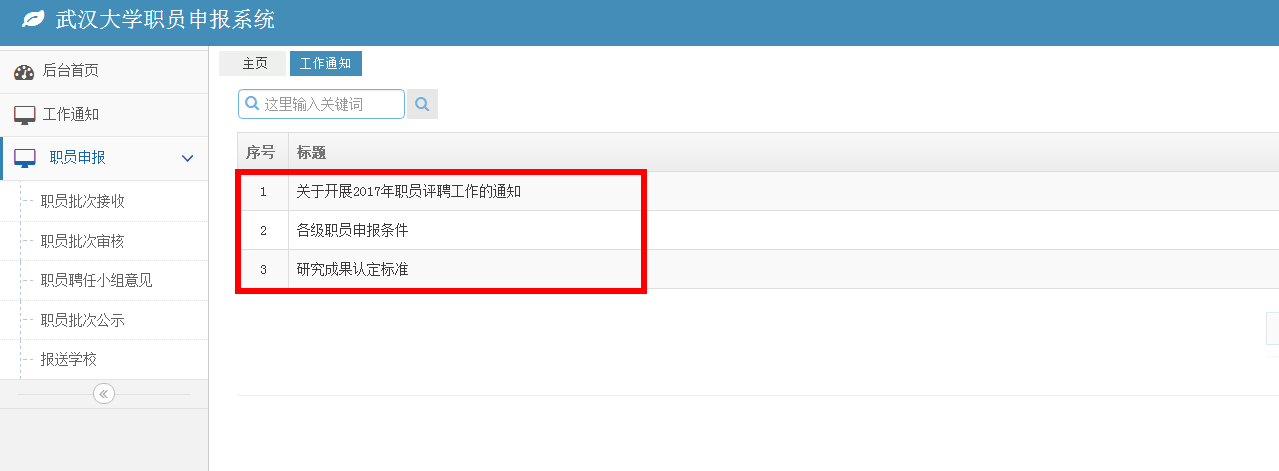 武汉大学职员申报系统
后台首页
工作通知
职员申报
职员批次接收
职员批次审核
职员聘任小组意见
职员批次公示
报送学校
主页 工作通知
这里输入关键词
序号 标题
1 关于开展2017年职员评聘工作的通知
2 各级职员申报条件
3 研究成果认定标准